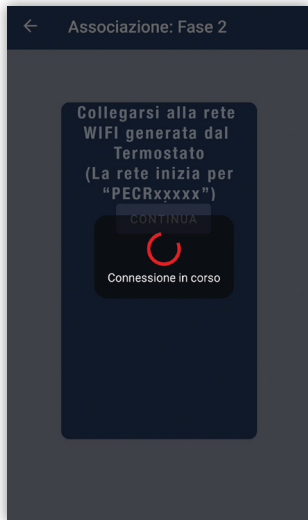 Associazione: Fase 2
Collegarsi alla rete
WIFI generata dal
Termostato
(La rete inizia per
“PECRxxxxx”)
CONTINUA
Connessione in corso